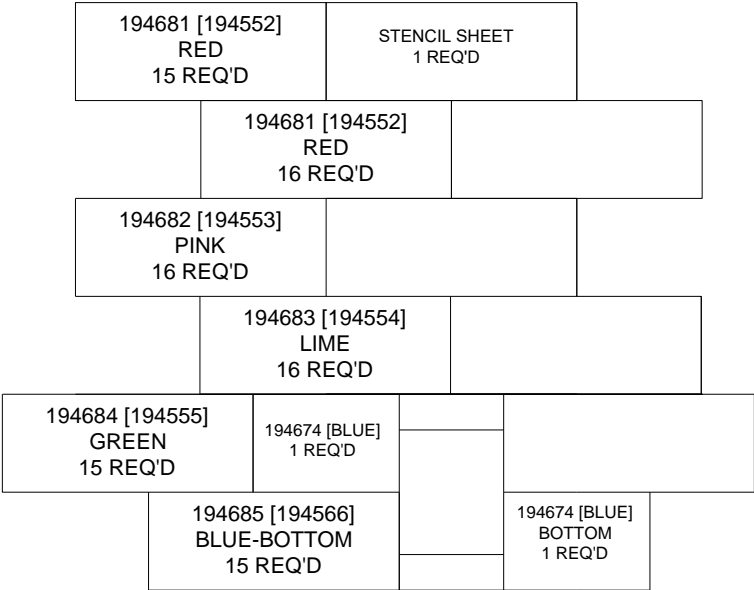 194681 [194552]
RED
15 REQ'D
STENCIL SHEET
1 REQ'D
194681 [194552]
RED
16 REQ'D
194682 [194553]
PINK
16 REQ'D
194683 [194554]
LIME
16 REQ'D
194684 [194555]
GREEN
15 REQ'D
194674 [BLUE]
1 REQ'D
194685 [194566]
BLUE-BOTTOM
15 REQ'D
194674 [BLUE]
BOTTOM
1 REQ'D